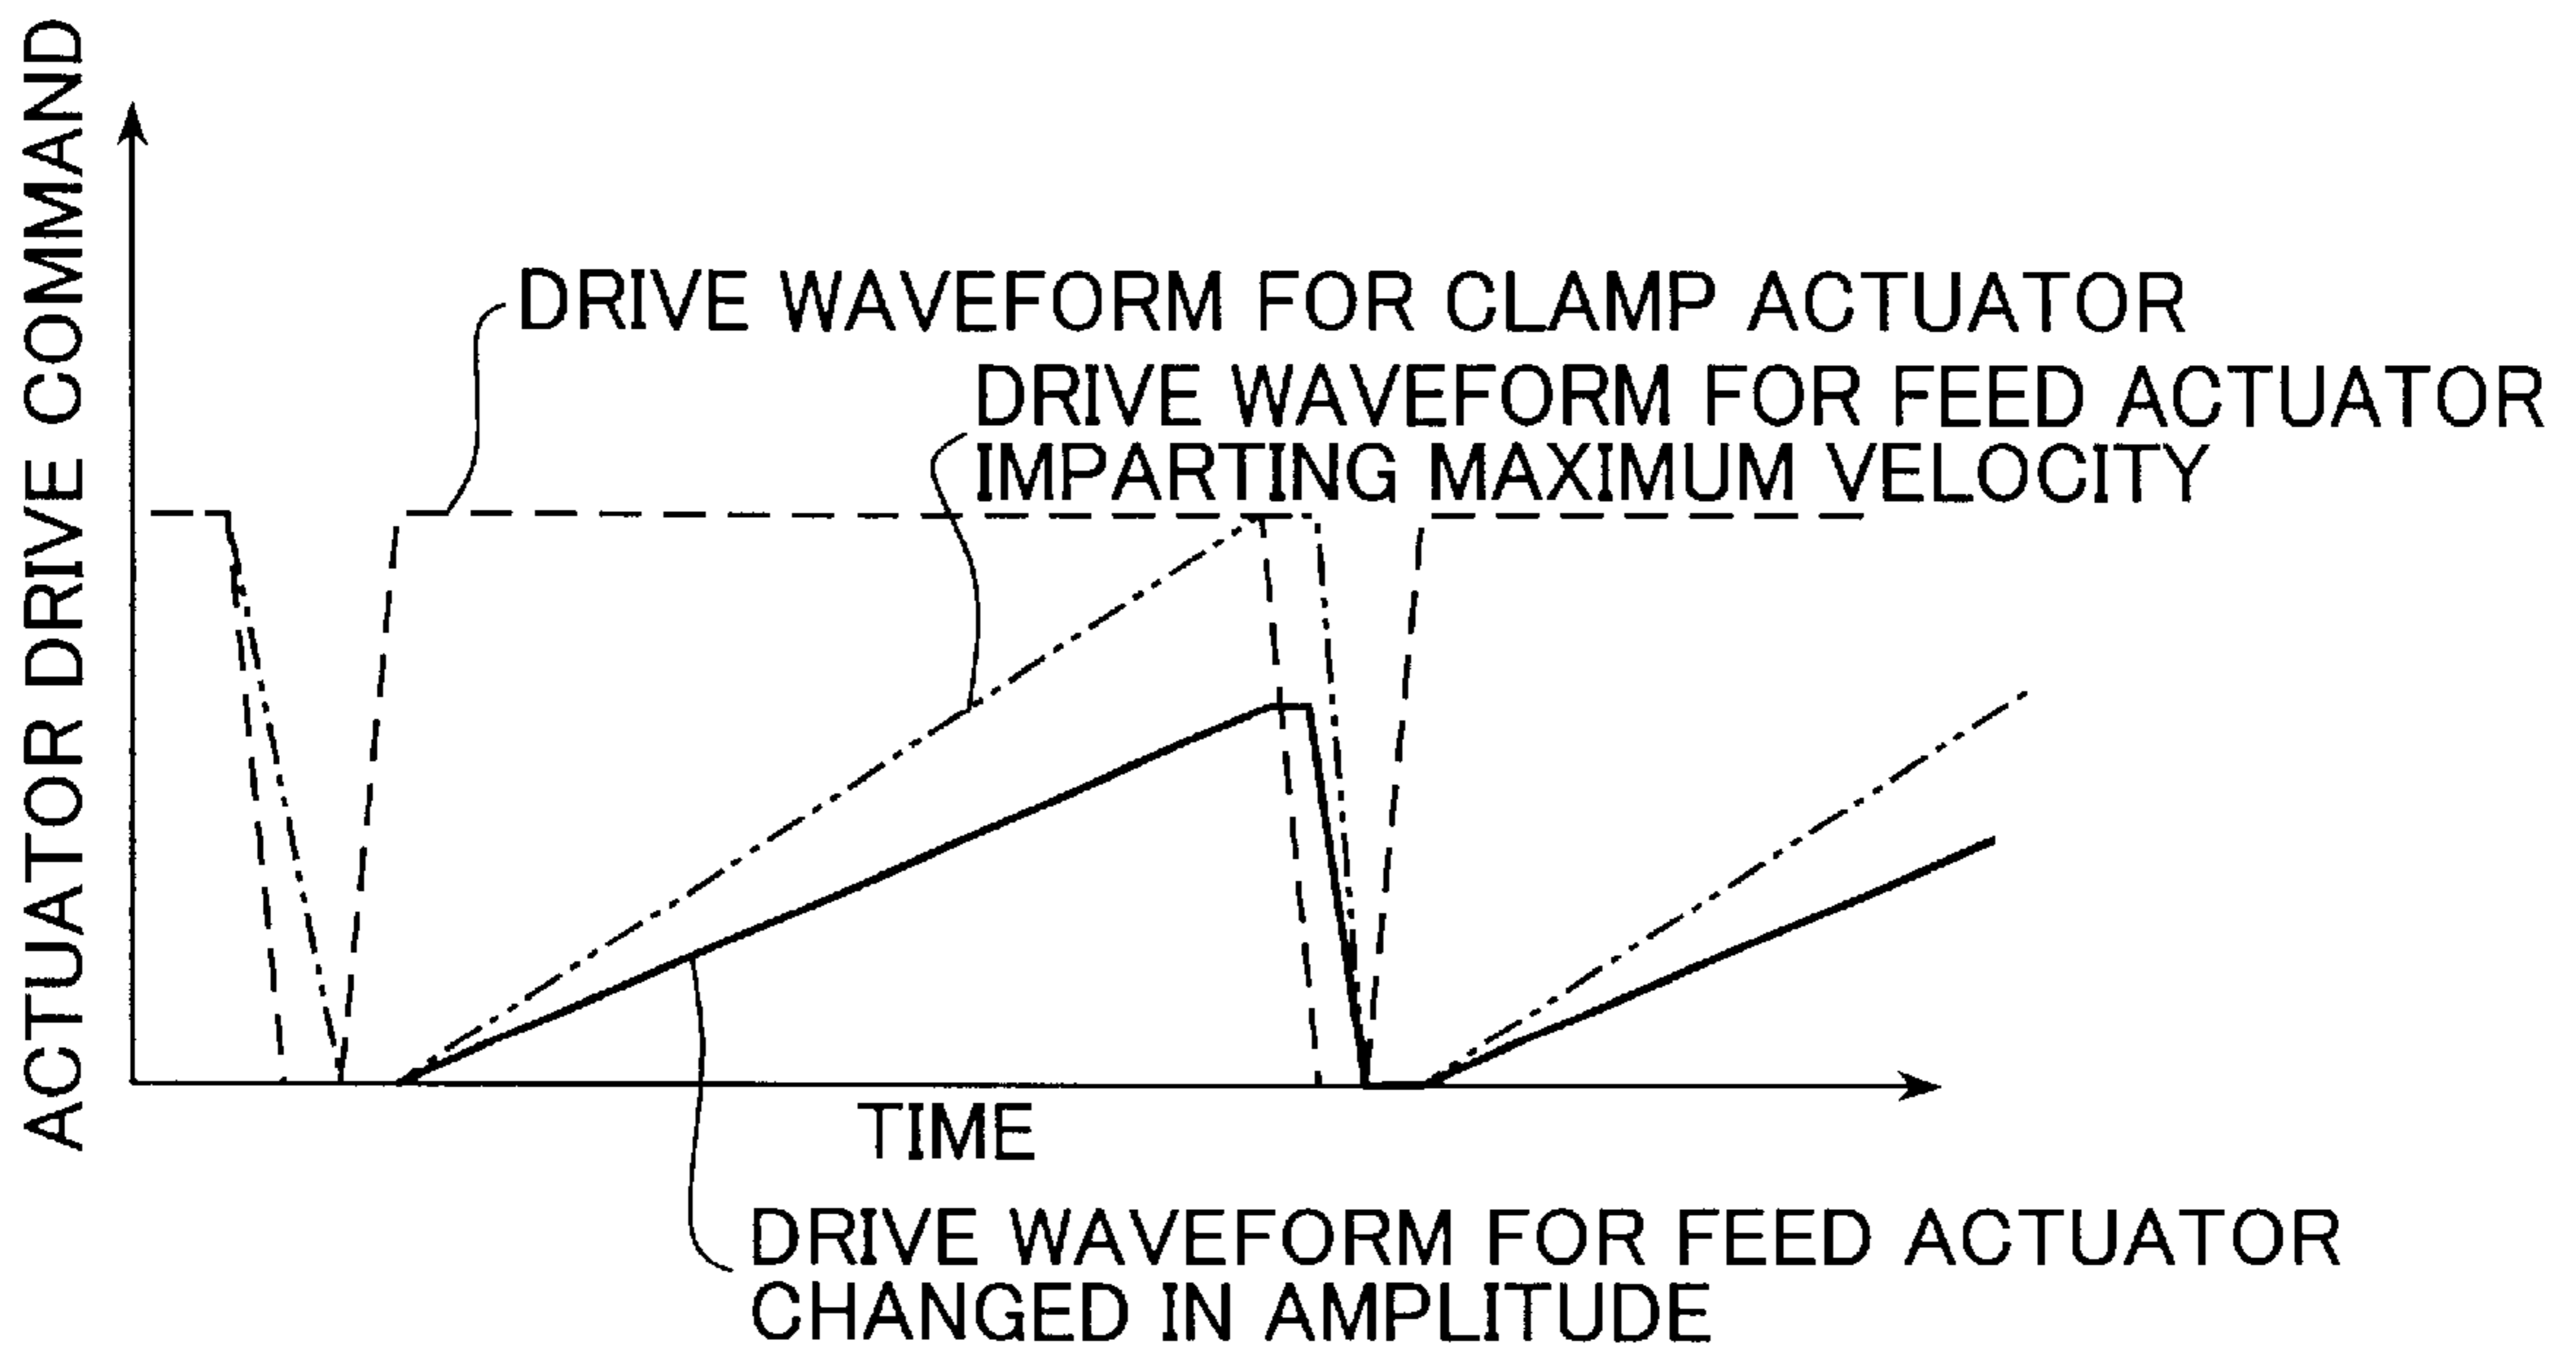 ACTUATOR DRIVE COMMAND
DRIVE WAVEFORM FOR CLAMP ACTUATOR
DRIVE WAVEFORM FOR FEED ACTUATOR
IMPARTING MAXIMUM VELOCITY
TIME
DRIVE WAVEFORM FOR FEED ACTUATOR
CHANGED IN AMPLITUDE